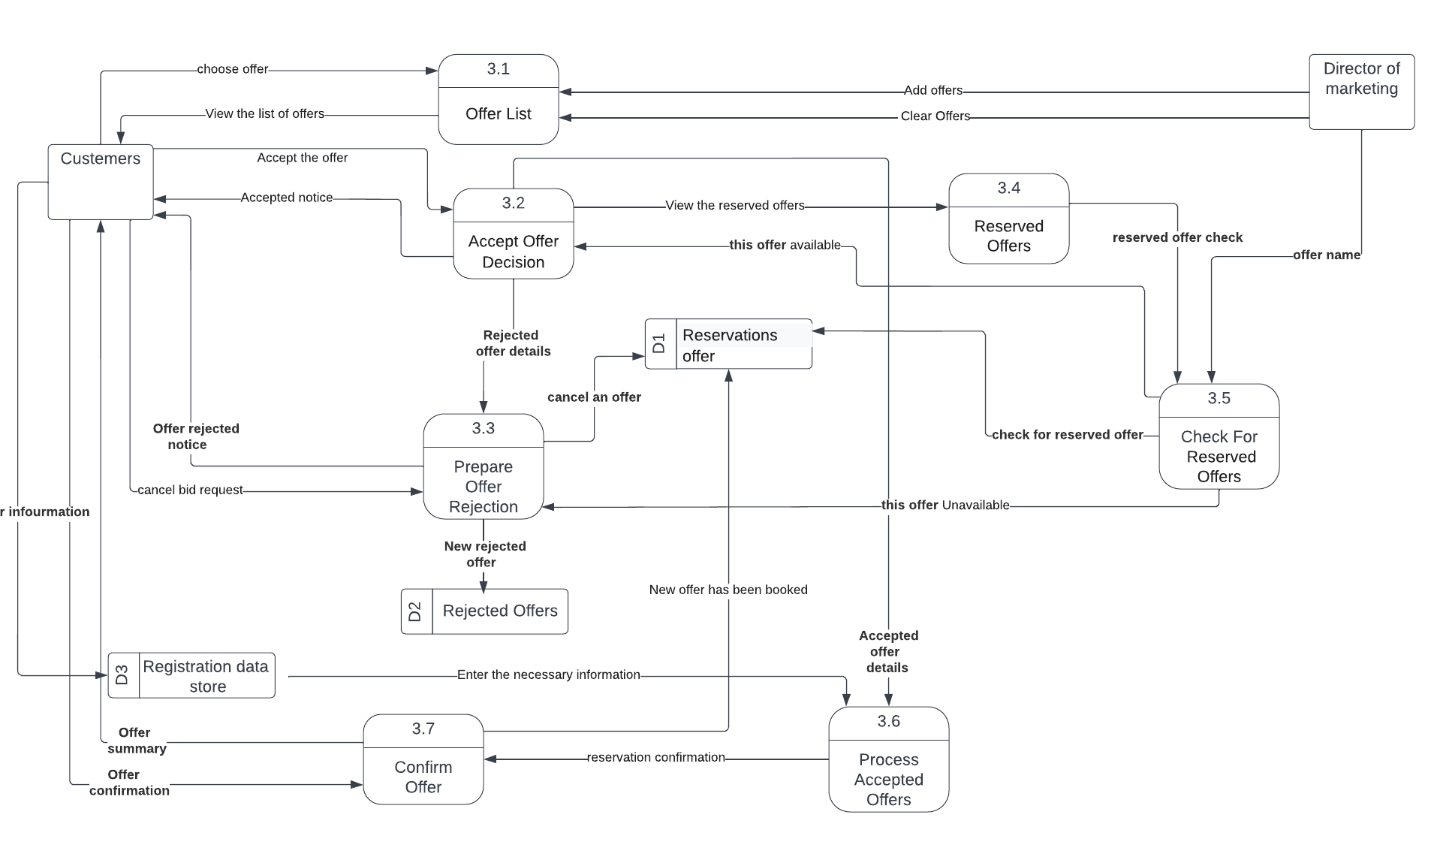 choose offer
3.1
Offer List
View the list of offers
Add offers
Clear Offers
Director of
marketing
Custemers
Accept the offer
Accepted notice
3.2
Accept Offer
Decision
View the reserved offers
this offer available
3.4
Reserved
Offers
reserved offer check
offer name
Rejected
offer details
D1
Reservations
offer
cancel an offer
3.5
Check For
Reserved
Offers
check for reserved offer
3.3
Prepare
Offer
Rejection
Offer rejected
notice
cancel bid request
r infourmation
this offer Unavailable
New rejected
offer
D2
Rejected Offers
New offer has been booked
Accepted
offer
details
D3
Registration data
store
Enter the necessary information
3.6
Process
Accepted
Offers
3.7
Confirm
Offer
Offer
summary
reservation confirmation
Offer
confirmation